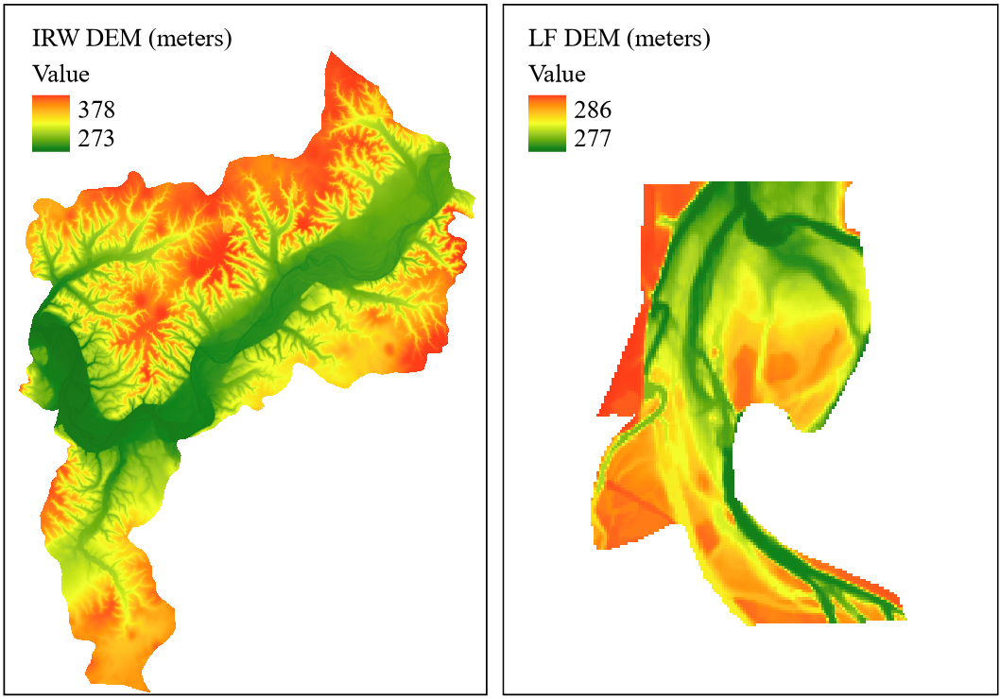 IRW DEM (meters)
Value
378
273
LF DEM (meters)
Value
286
277